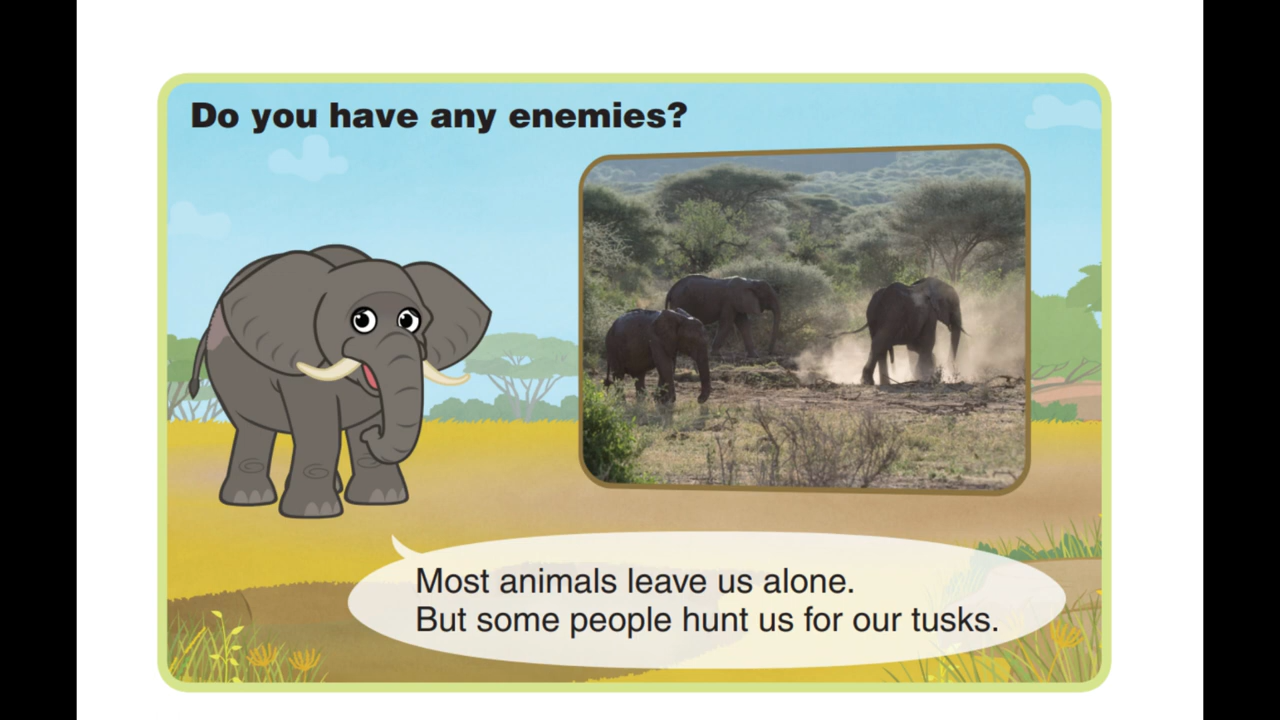 Do you have any enemies?
Most animals leave us alone.
But some people hunt us for our tusks.